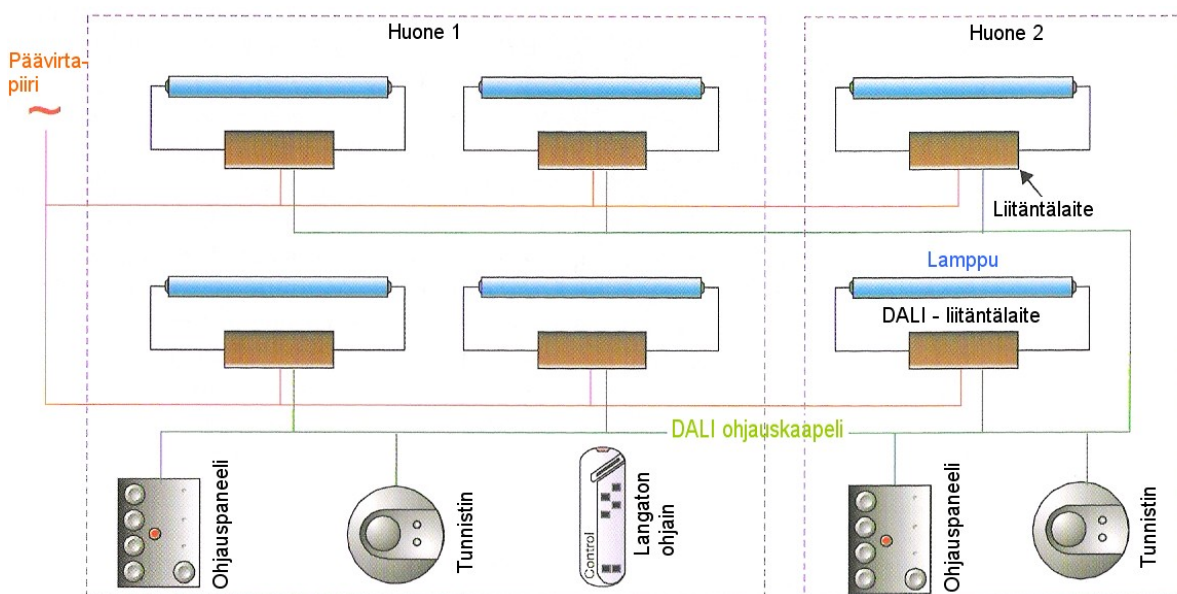 Huone 1
Huone 2
Päävirta-
piiri
~
Liitäntälaite
Lamppu
DALI - liitäntälaite
DALI ohjauskaapeli
Ohjauspaneeli
Tunnistin
Control
Langaton
ohjain
Ohjauspaneeli
Tunnistin